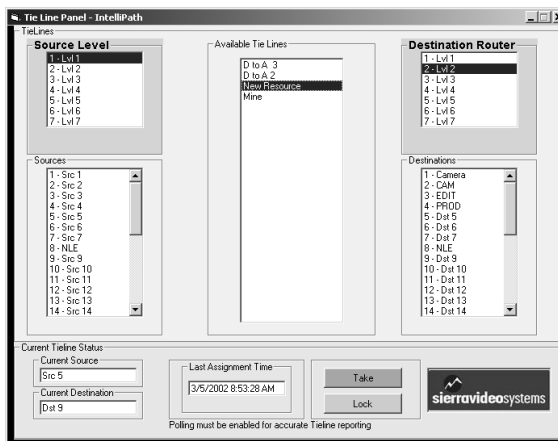 Tie Line Panel - IntelliPath
TieLines
Source Level
1 - Lvl 1
2 - Lvl 2
3 - Lvl 3
4 - Lvl 4
5 - Lvl 5
6 - Lvl 6
7 - Lvl 7
Available Tie Lines
D to A  3
D to A 2
New Resource
Mine
Destination Router
1 - Lvl 1
2 - Lvl 2
3 - Lvl 3
4 - Lvl 4
5 - Lvl 5
6 - Lvl 6
7 - Lvl 7
Sources
1 - Src 1
2 - Src 2
3 - Src 3
4 - Src 4
5 - Src 5
6 - Src 6
7 - Src 7
8 - NLE
9 - Src 9
10 - Src 10
11 - Src 11
12 - Src 12
13 - Src 13
14 - Src 14
Destinations
1 - Camera
2 - CAM
3 - EDIT
4 - PROD
5 - Dst 5
6 - Dst 6
7 - Dst 7
8 - NLE
9 - Dst 9
10 - Dst 10
11 - Dst 11
12 - Dst 12
13 - Dst 13
14 - Dst 14
Current Tieline Status
Current Source
Src 5
Current Destination
Dst 9
Last Assignment Time
3/5/2002 8:53:28 AM
Take
Lock
sierravideosystems
Polling must be enabled for accurate Tieline reporting